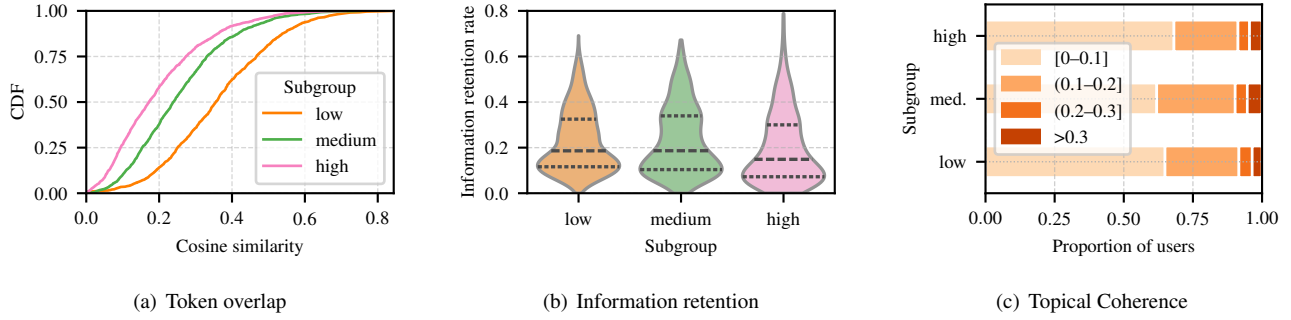 1.00
0.75
0.50
0.25
0.00
CDF
0.0
0.2
0.4
0.6
0.8
Cosine similarity
Subgroup
low
medium
high
(a) Token overlap
0.8
0.6
0.4
0.2
0.0
Information retention rate
low
medium
high
Subgroup
(b) Information retention
high
med.
low
Subgroup
[0–0.1]
(0.1–0.2]
(0.2–0.3]
>0.3
0.00
0.25
0.50
0.75
1.00
Proportion of users
(c) Topical Coherence